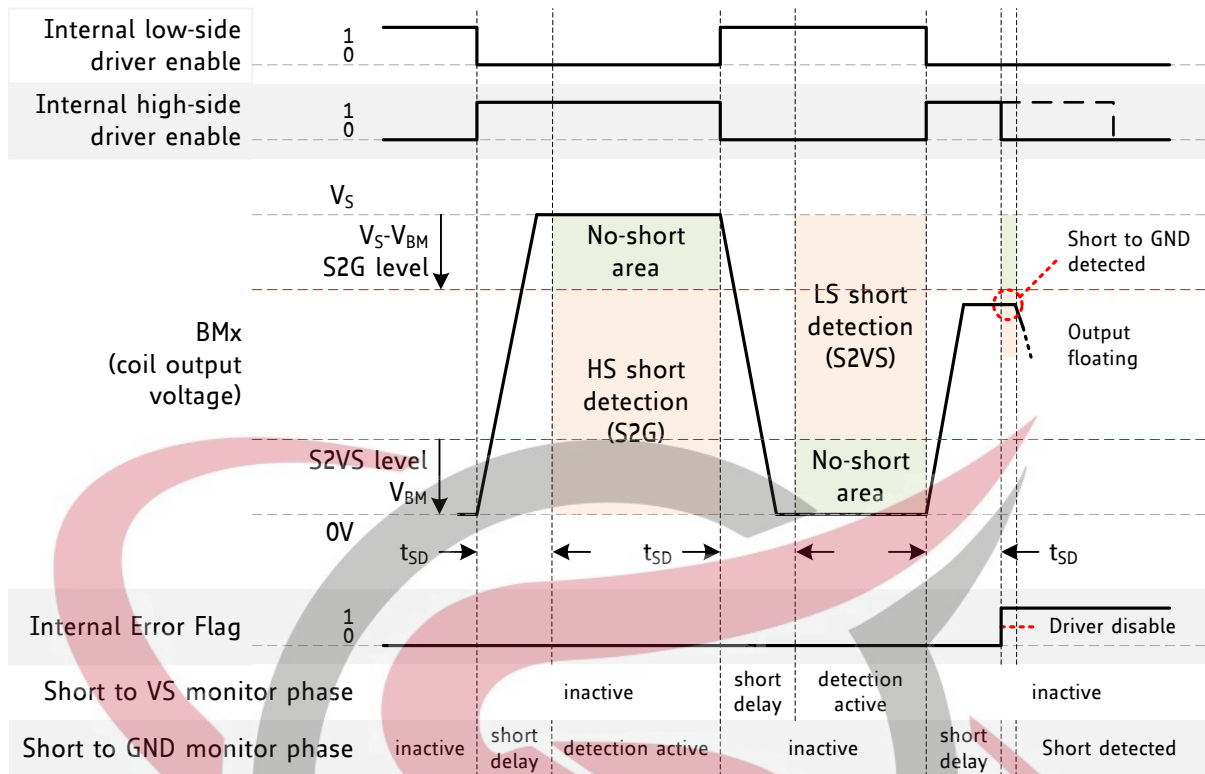 Internal low-side
driver enable
1
0
Internal high-side
driver enable
1
0
VS
VS-VBM
S2G level
No-short
area
Short to GND
detected
LS short
detection
(S2VS)
BMx
(coil output
voltage)
Output
floating
HS short
detection
(S2G)
S2VS level
VBM
No-short
area
0V
tSD
tSD
tSD
Internal Error Flag
1
0
Driver disable
Short to VS monitor phase
inactive
short
delay
detection
active
inactive
Short to GND monitor phase
inactive
short
delay
detection active
inactive
short
delay
Short detected